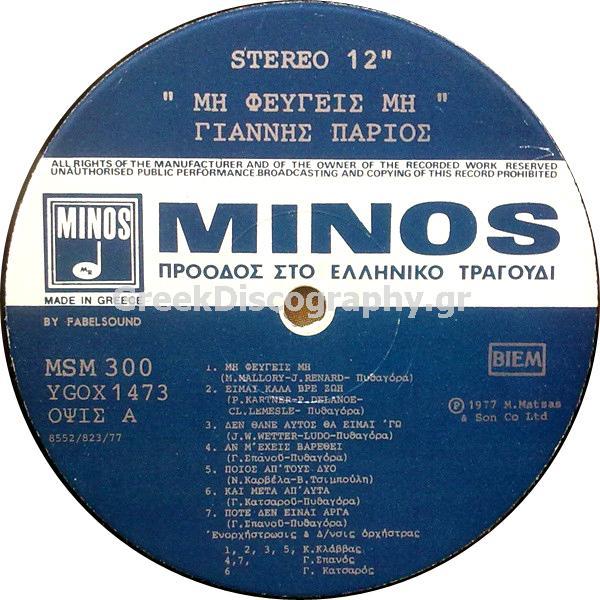 STEREO 12"
" ΜΗ ΦΕΥΓΕΙΣ ΜΗ "
ΓΙΑΝΝΗΣ ΠΑΡΙΟΣ
ALL RIGHTS OF THE MANUFACTURER AND OF THE OWNER OF THE RECORDED WORK RESERVED
UNAUTHORISED PUBLIC PERFORMANCE.BROADCASTING AND COPYING OF THIS RECORD PROHIBITED
MINOS
MINOS
ΠΡΟΟΔΟΣ ΣΤΟ ΕΛΛΗΝΙΚΟ ΤΡΑΓΟΥΔΙ
MADE IN GREECE
GreekDiscography.gr
BY FABELSOUND
MSM 300
YGOX 1473
ΟΨΙΣ Α
8552/823/77
BIEM
℗ 1977 M.Matsas
& Son Co Ltd
1. ΜΗ ΦΕΥΓΕΙΣ ΜΗ
(M.MALLORY-J.RENARD- Πυθαγόρα)
2. ΕΙΜΑΙ ΚΑΛΑ ΒΡΕ ΖΩΗ
(P.KARTNER-P.DELANOE-
CL.LEMESLE- Πυθαγόρα)
3. ΔΕΝ ΘΑΝΕ ΑΥΤΟΣ ΘΑ ΕΙΜΑΙ 'ΓΩ
(J.W.WETTER-LUDO-Πυθαγόρα)
4. ΑΝ Μ'ΕΧΕΙΣ ΒΑΡΕΘΕΙ
(Γ.Σπανού-Πυθαγόρα)
5. ΠΟΙΟΣ ΑΠ'ΤΟΥΣ ΔΥΟ
(Ν.Καρβέλα-Β.Τσιμπούλη)
6. ΚΑΙ ΜΕΤΑ ΑΠ'ΑΥΤΑ
(Γ.Κατσαρού-Πυθαγόρα)
7. ΠΟΤΕ ΔΕΝ ΕΙΝΑΙ ΑΡΓΑ
(Γ.Σπανού-Πυθαγόρα)
Ενορχήστρωσις & Δ/νσις όρχήστρας
1, 2, 3, 5, Κ.Κλάββας
4,7, Γ.Σπανός
6 Γ. Κατσαρός